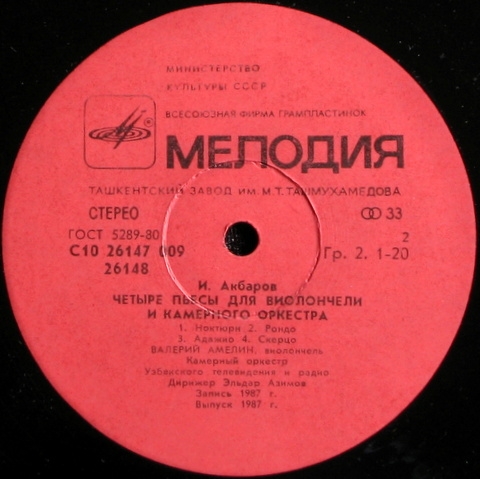 МИНИСТЕРСТВО
КУЛЬТУРЫ СССР
ВСЕСОЮЗНАЯ ФИРМА ГРАМПЛАСТИНОК
МЕЛОДИЯ
ТАШКЕНТСКИЙ ЗАВОД ИМ М.Т.ТАШМУХАМЕДОВА
СТЕРЕО 33
ГОСТ 5289-80 2
С10 26147 009 Гр. 2. 1-20
26148
И. Акбаров
ЧЕТЫРЕ ПЬЕСЫ ДЛЯ ВИОЛОНЧЕЛИ
И КАМЕРНОГО ОРКЕСТРА
1. Ноктюрн 2. Рондо
3. Адажио 4. Скерцо
ВАЛЕРИЙ АМЕЛИН, виолончель
Камерный оркестр
Узбекского телевидения и радио
Дирижер Эльдар Азимов
Запись 1987 г.
Выпуск 1987 г.